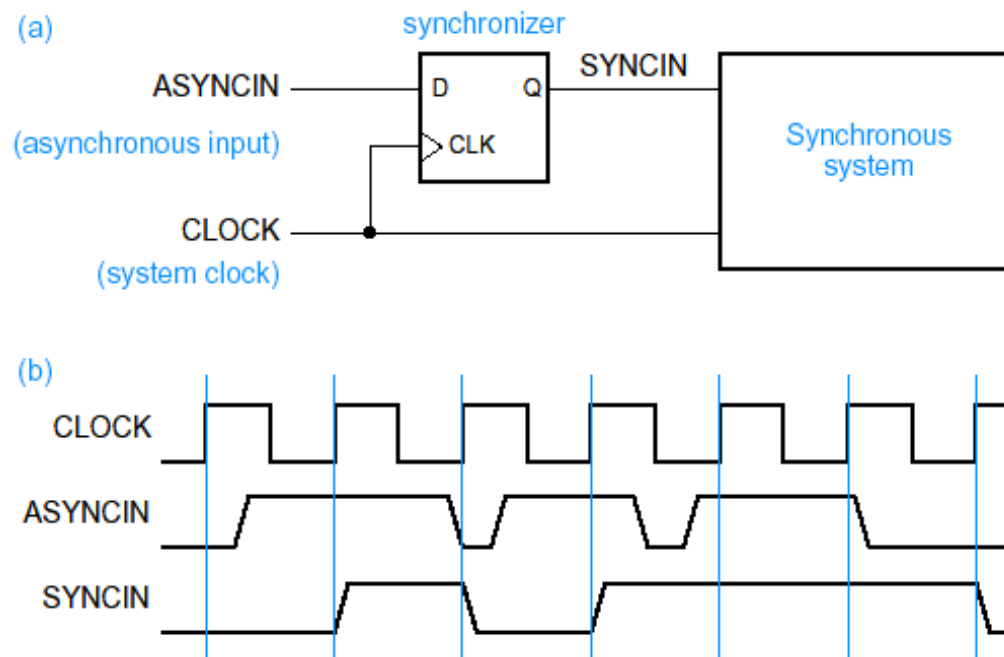 (a)
synchronizer
ASYNCIN
D Q
SYNCIN
(asynchronous input)
CLK
Synchronous
system
CLOCK
(system clock)
(b)
CLOCK
ASYNCIN
SYNCIN